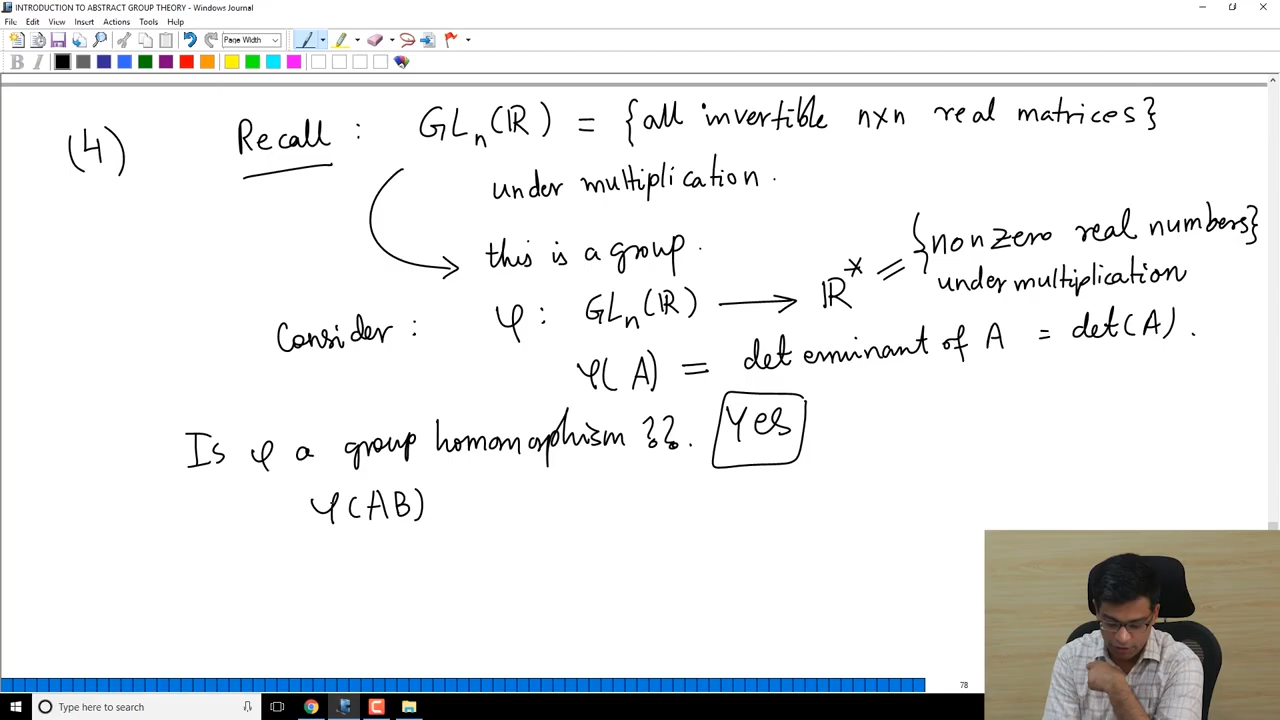 INTRODUCTION TO ABSTRACT GROUP THEORY - Windows Journal
File Edit View Insert Actions Tools Help
Page Width
B I
(4) Recall : GLn(ℝ) = {all invertible n×n real matrices}
under multiplication.
this is a group.
Consider : φ : GLn(ℝ) ⟶ ℝ* = {nonzero real numbers}
under multiplication
φ(A) = determinant of A = det(A).
Is φ a group homomorphism ??. Yes
φ(AB)
78
Type here to search